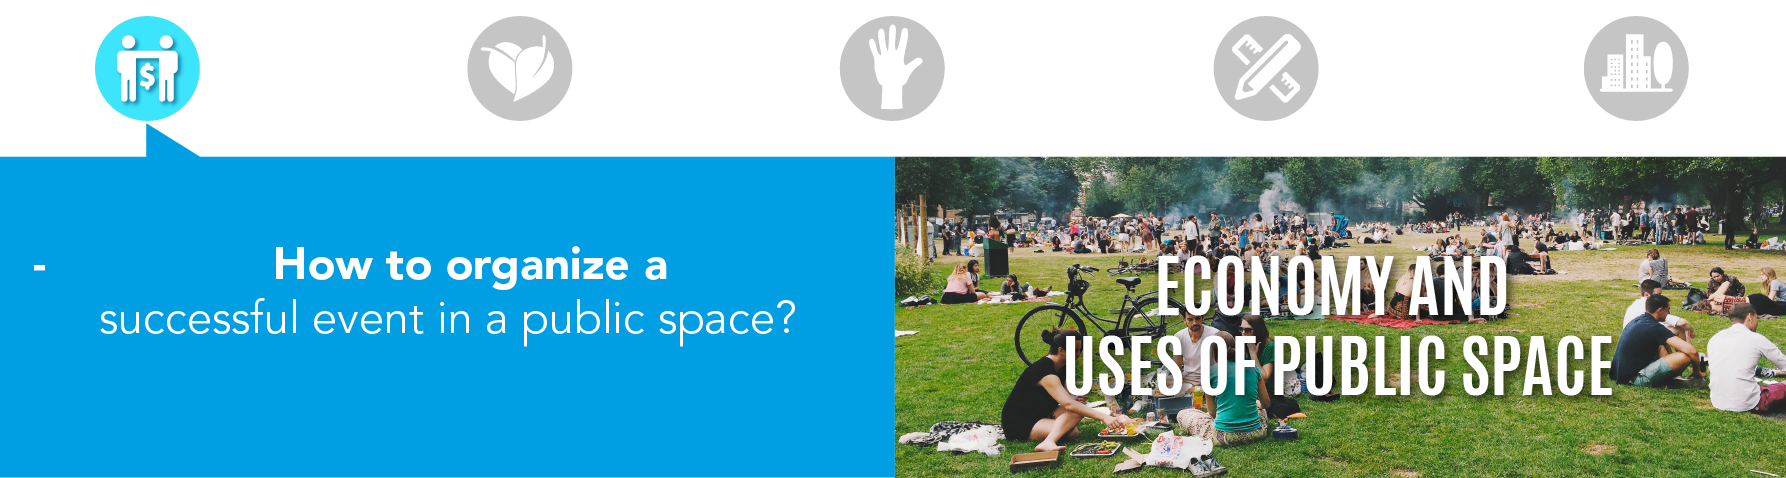 $
- How to organize a
successful event in a public space?
ECONOMY AND
USES OF PUBLIC SPACE